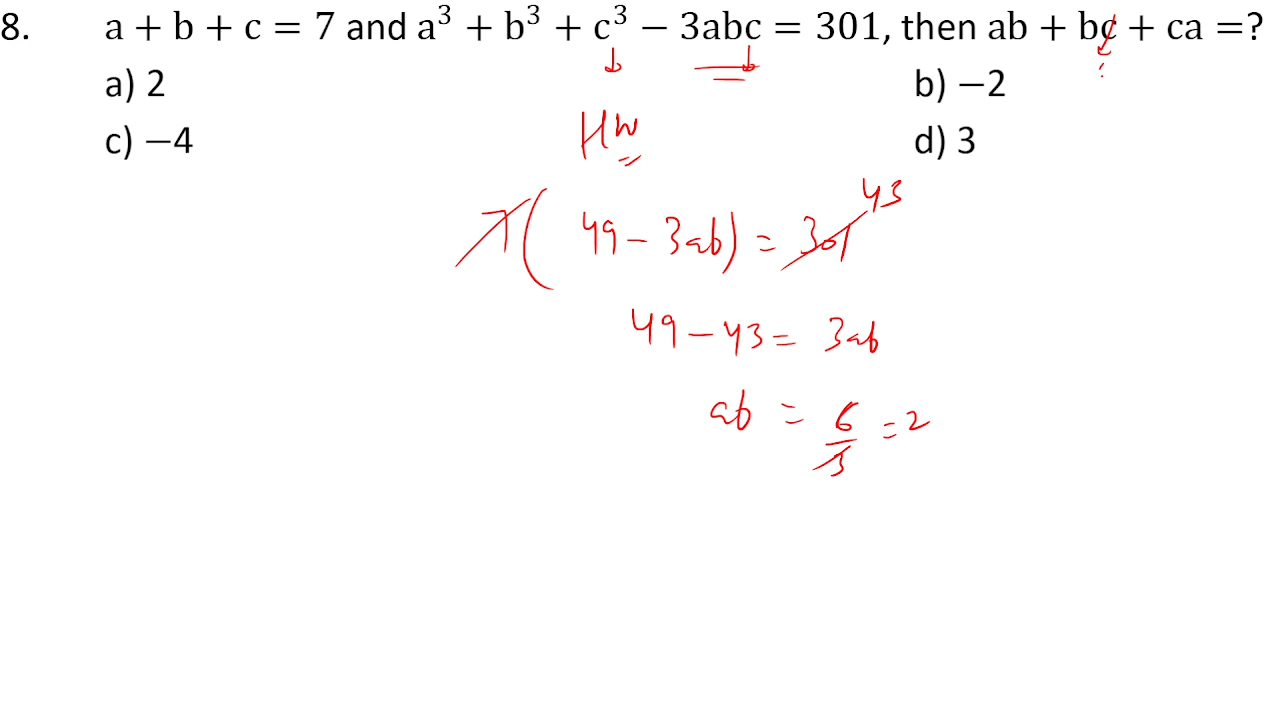 8. a + b + c = 7 and a³ + b³ + c³ − 3abc = 301, then ab + bc + ca =?
a) 2 b) −2
c) −4 d) 3
HW
7( 49 - 3ab) = 301 43
49 - 43 = 3ab
ab = 6/3 = 2